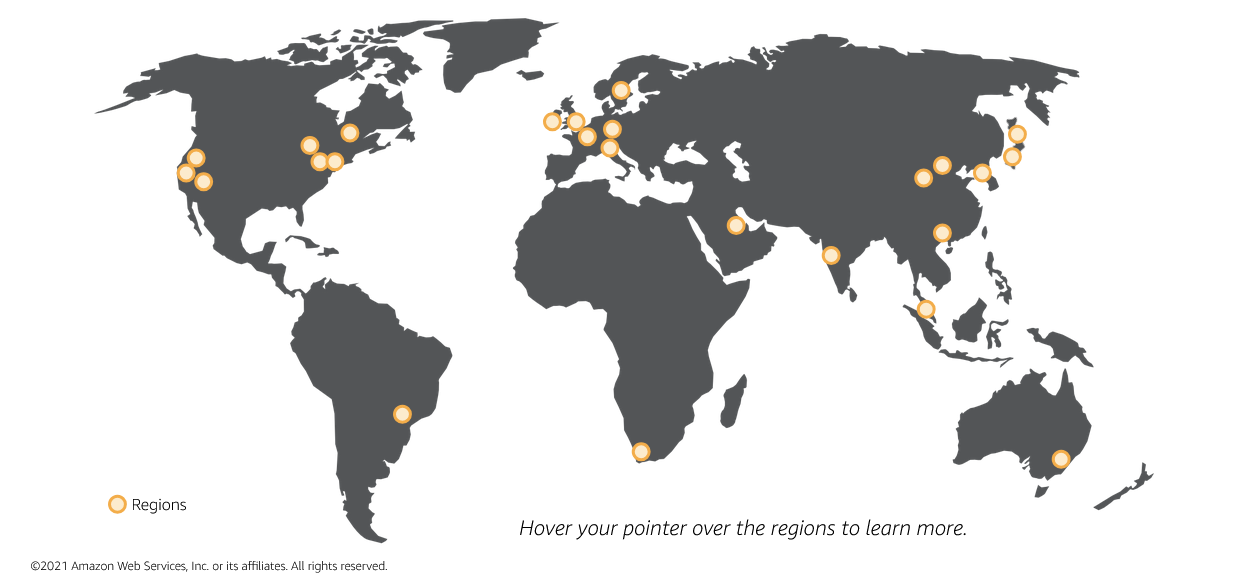 Regions
Hover your pointer over the regions to learn more.
©2021 Amazon Web Services, Inc. or its affiliates. All rights reserved.